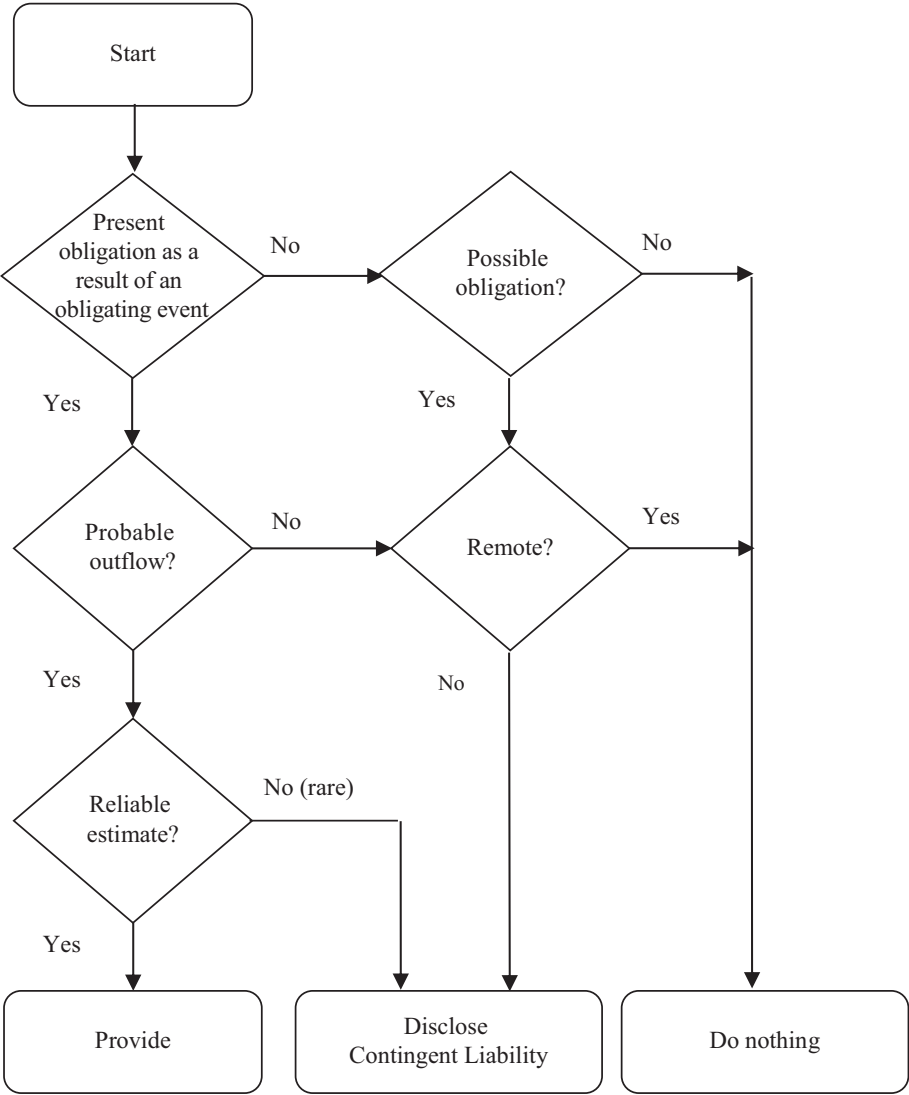 Start
Present
obligation as a
result of an
obligating event
No
Possible
obligation?
No
Yes
Yes
Probable
outflow?
No
Remote?
Yes
Yes
No
Reliable
estimate?
No (rare)
Yes
Provide
Disclose
Contingent Liability
Do nothing